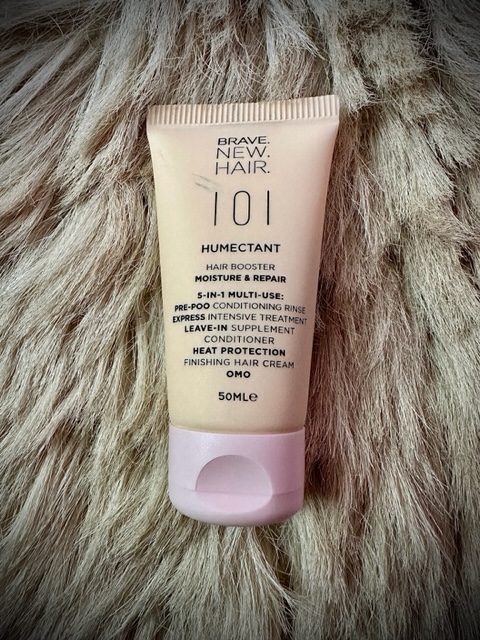 BRAVE.
NEW.
HAIR.
101
HUMECTANT
HAIR BOOSTER
MOISTURE & REPAIR
5-IN-1 MULTI-USE:
PRE-POO CONDITIONING RINSE
EXPRESS INTENSIVE TREATMENT
LEAVE-IN SUPPLEMENT
CONDITIONER
HEAT PROTECTION
FINISHING HAIR CREAM
OMO
50ML℮